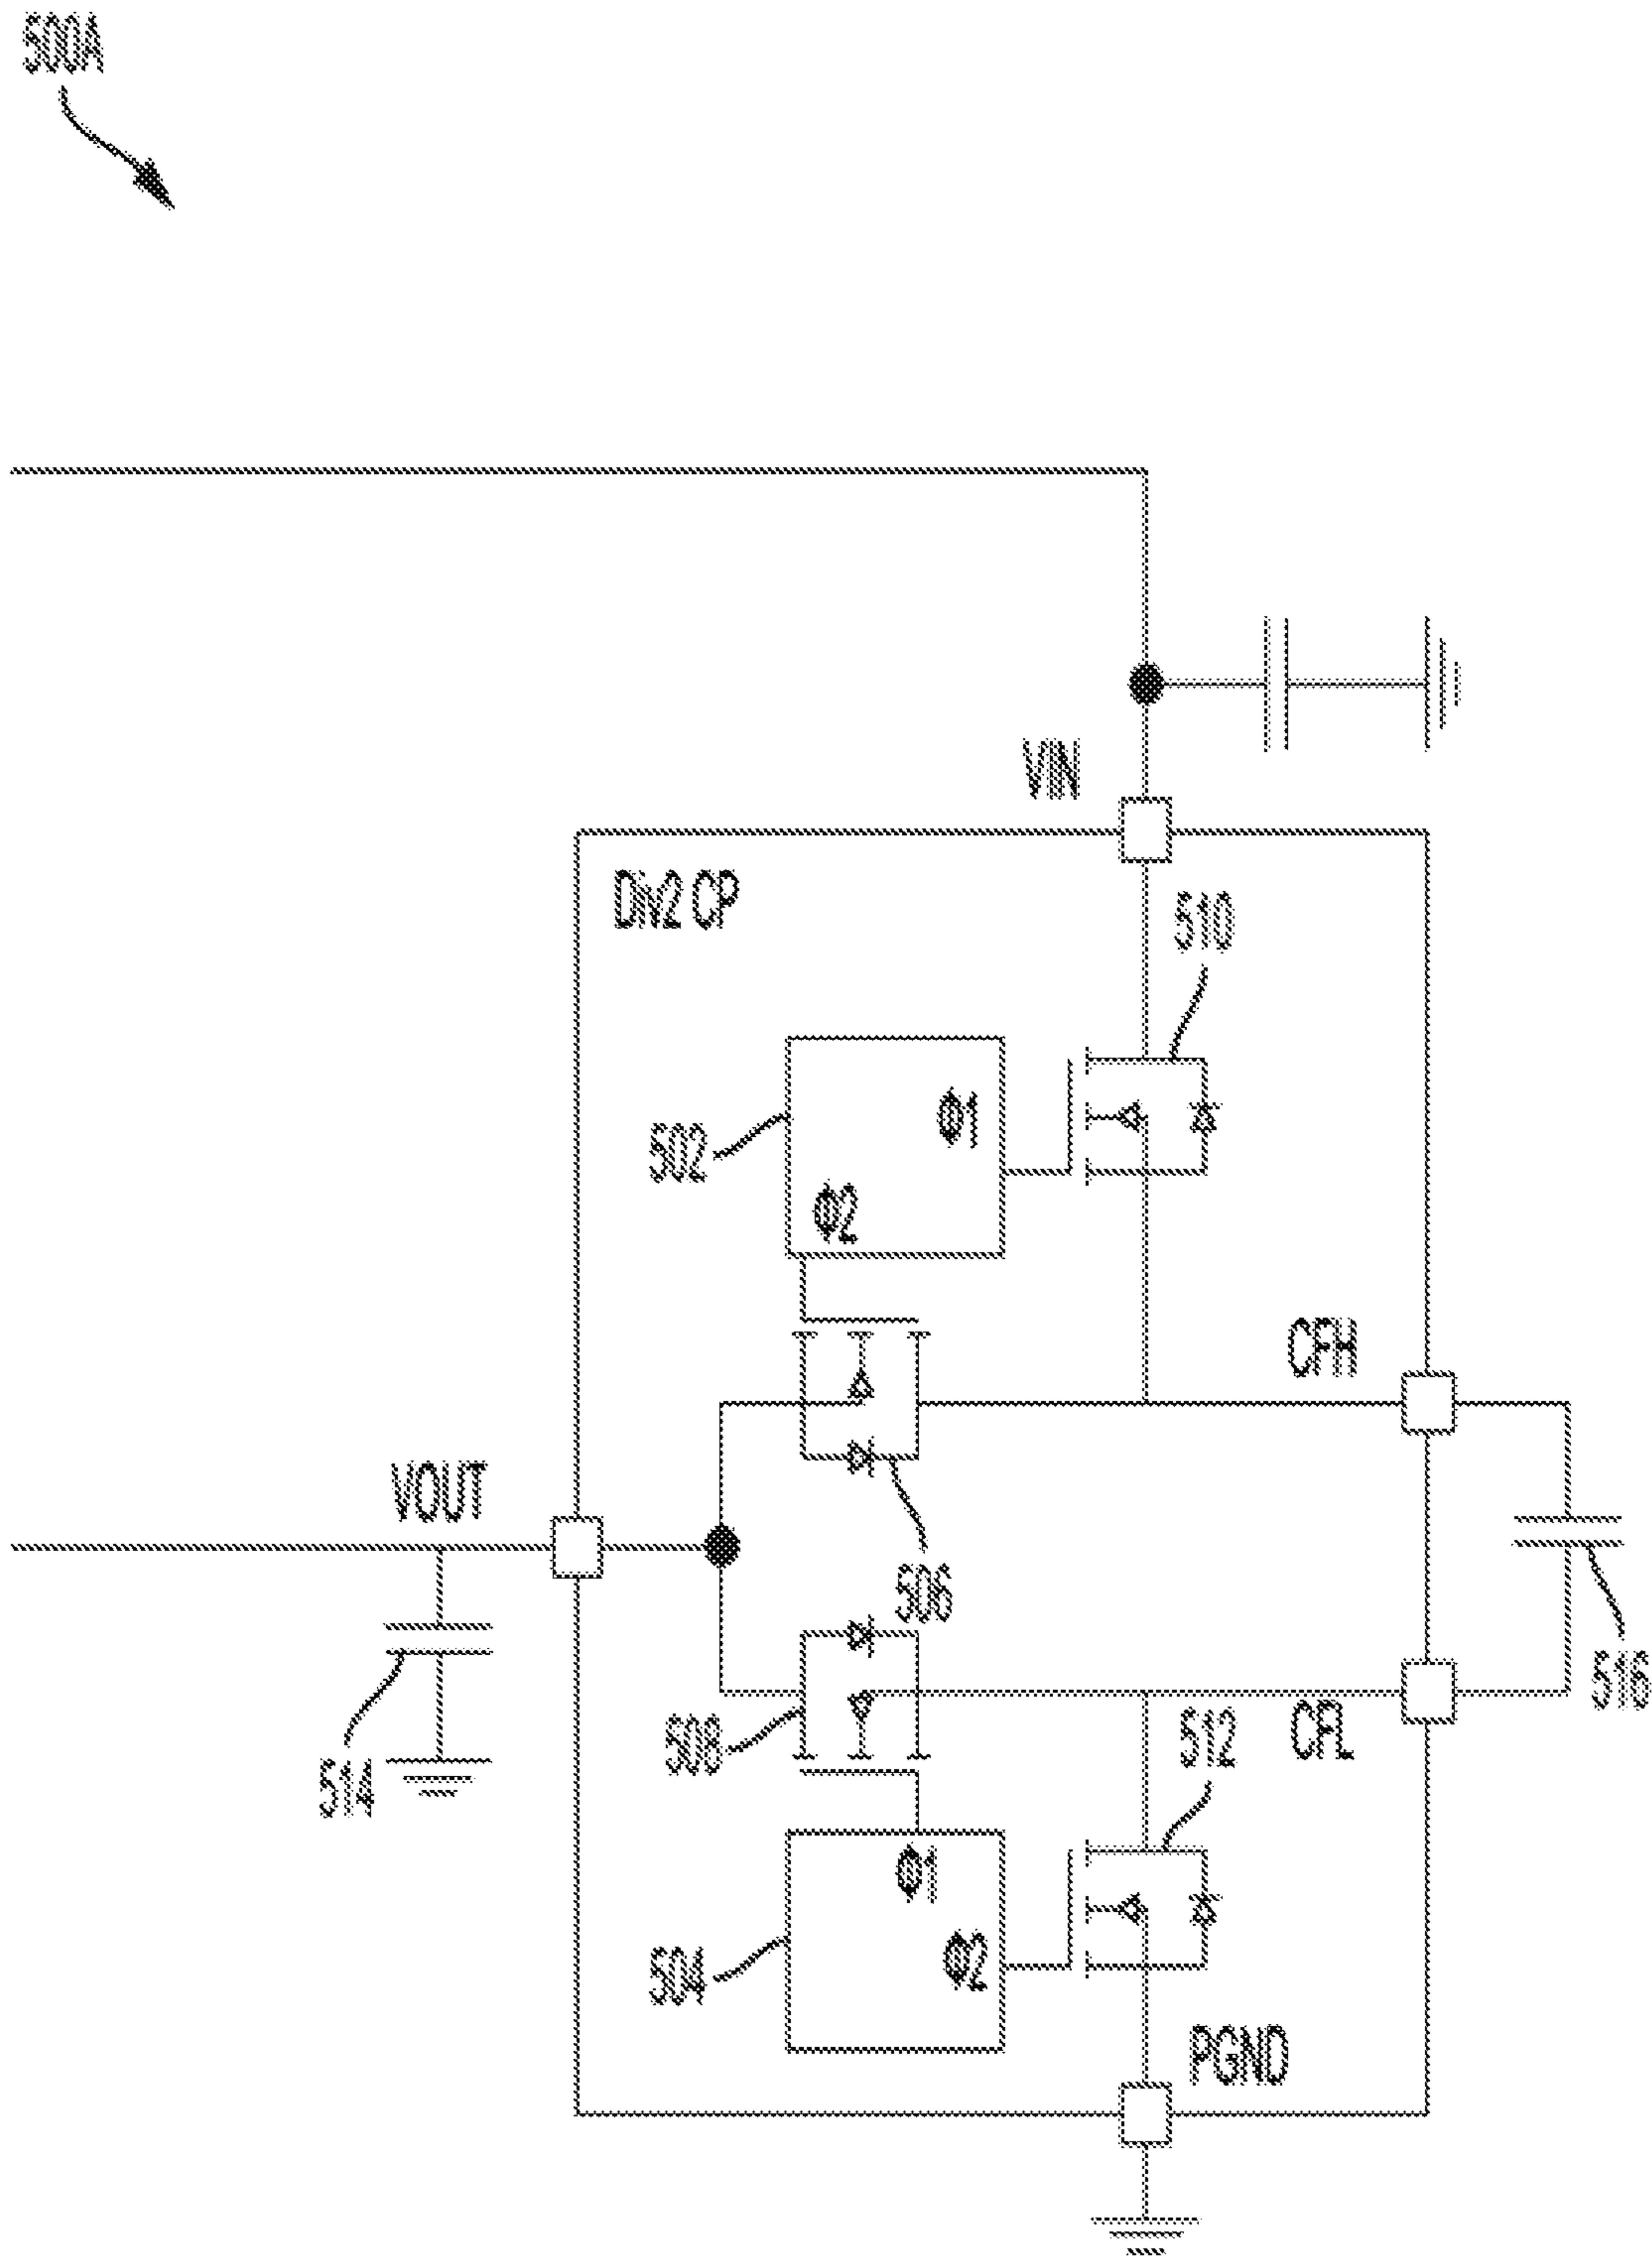 500A
VIN
Div2 CP
510
Φ1
502
Φ2
CFH
VOUT
506
516
508
CFL
512
514
Φ1
504
Φ2
PGND